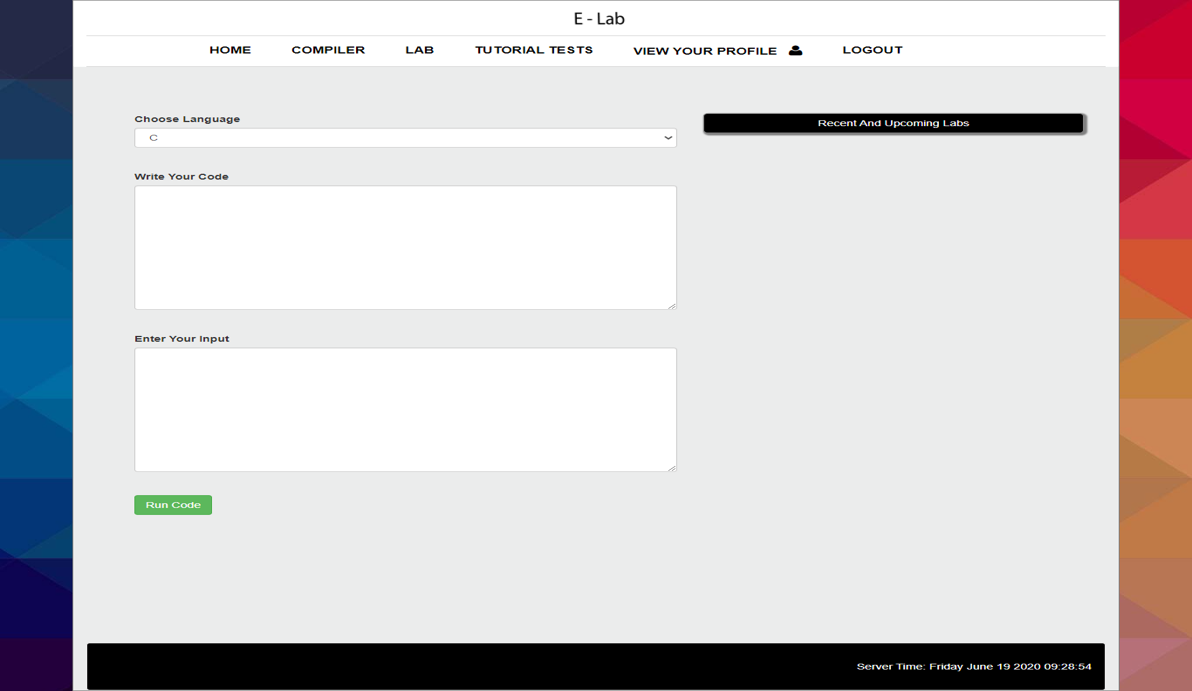 E - Lab
HOME COMPILER LAB TUTORIAL TESTS VIEW YOUR PROFILE LOGOUT
Choose Language
C
Write Your Code
Enter Your Input
Run Code
Recent And Upcoming Labs
Server Time: Friday June 19 2020 09:28:54